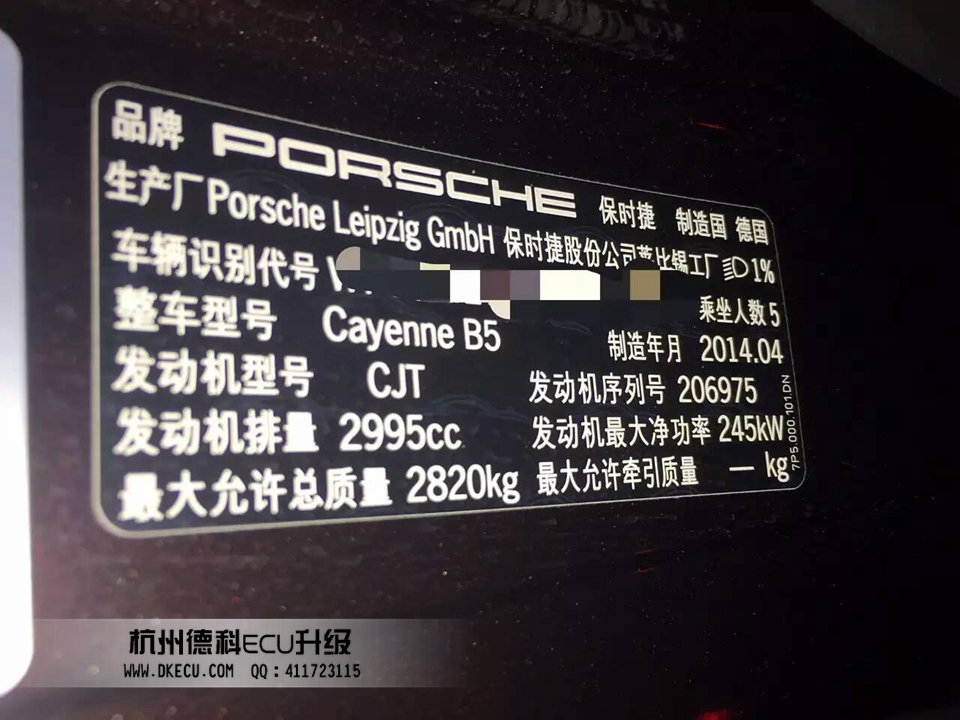 品牌 PORSCHE 保时捷 制造国 德国
生产厂 Porsche Leipzig GmbH 保时捷股份公司莱比锡工厂 1%
车辆识别代号
乘坐人数 5
整车型号 Cayenne B5
制造年月 2014.04
发动机型号 CJT 发动机序列号 206975
发动机排量 2995cc 发动机最大净功率 245kW
最大允许总质量 2820kg 最大允许牵引质量 — kg
7P5.000.101.DN
杭州德科ECU升级
WWW.DKECU.COM QQ：411723115